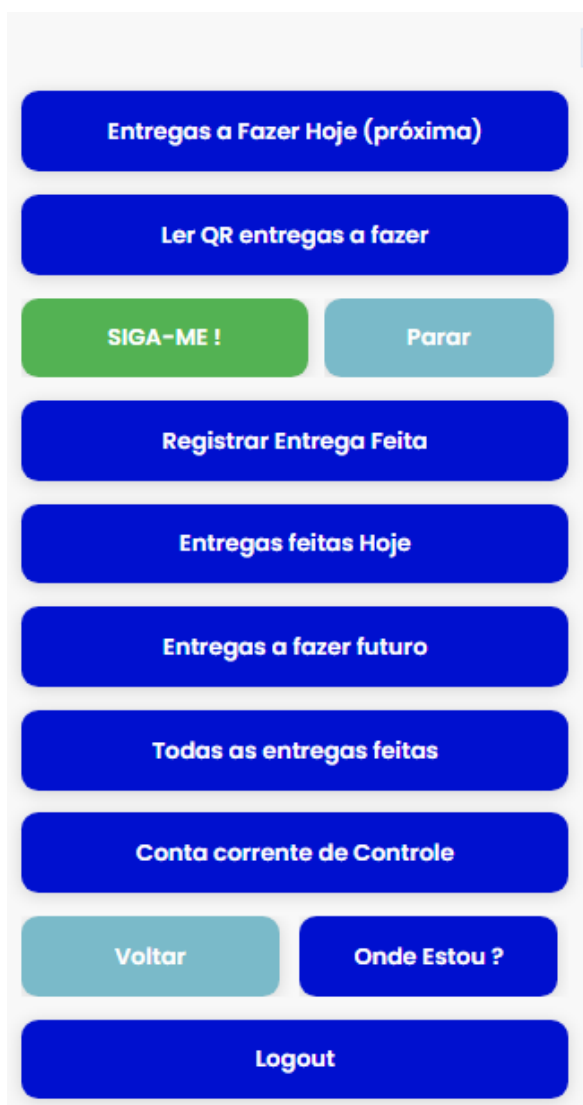 Entregas a Fazer Hoje (próxima)
Ler QR entregas a fazer
SIGA-ME !
Parar
Registrar Entrega Feita
Entregas feitas Hoje
Entregas a fazer futuro
Todas as entregas feitas
Conta corrente de Controle
Voltar
Onde Estou ?
Logout